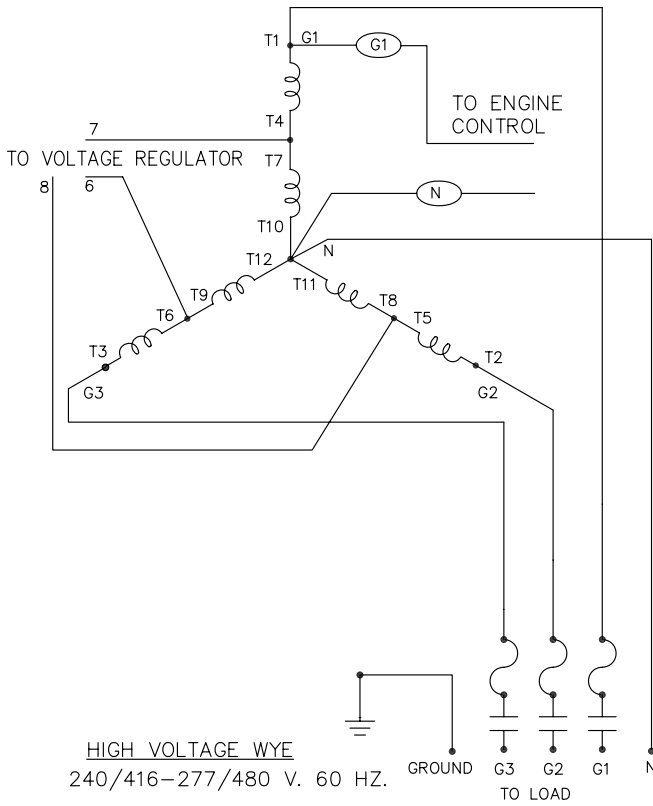 T1
G1
G1
TO ENGINE
CONTROL
T4
7
T7
TO VOLTAGE REGULATOR
8
6
N
T10
T12
N
T11
T9
T8
T6
T5
T3
T2
G3
G2
HIGH VOLTAGE WYE
240/416-277/480 V. 60 HZ.
GROUND
G3
G2
G1
N
TO LOAD